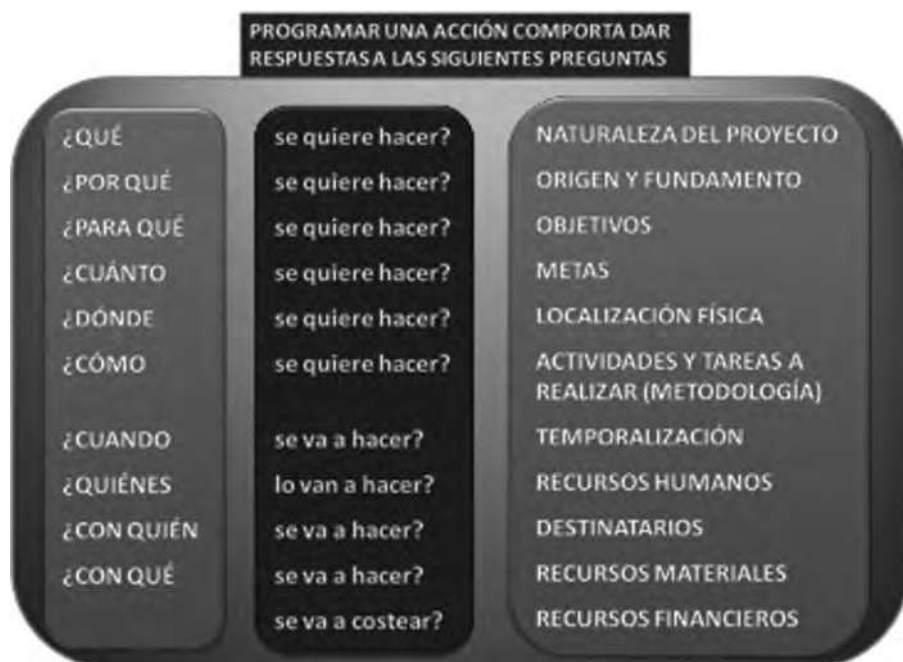 PROGRAMAR UNA ACCIÓN COMPORTA DAR
RESPUESTAS A LAS SIGUIENTES PREGUNTAS
¿QUÉ se quiere hacer? NATURALEZA DEL PROYECTO
¿POR QUÉ se quiere hacer? ORIGEN Y FUNDAMENTO
¿PARA QUÉ se quiere hacer? OBJETIVOS
¿CUÁNTO se quiere hacer? METAS
¿DÓNDE se quiere hacer? LOCALIZACIÓN FÍSICA
¿CÓMO se quiere hacer? ACTIVIDADES Y TAREAS A
REALIZAR (METODOLOGÍA)
¿CUANDO se va a hacer? TEMPORALIZACIÓN
¿QUIÉNES lo van a hacer? RECURSOS HUMANOS
¿CON QUIÉN se va a hacer? DESTINATARIOS
¿CON QUÉ se va a hacer? RECURSOS MATERIALES
se va a costear? RECURSOS FINANCIEROS